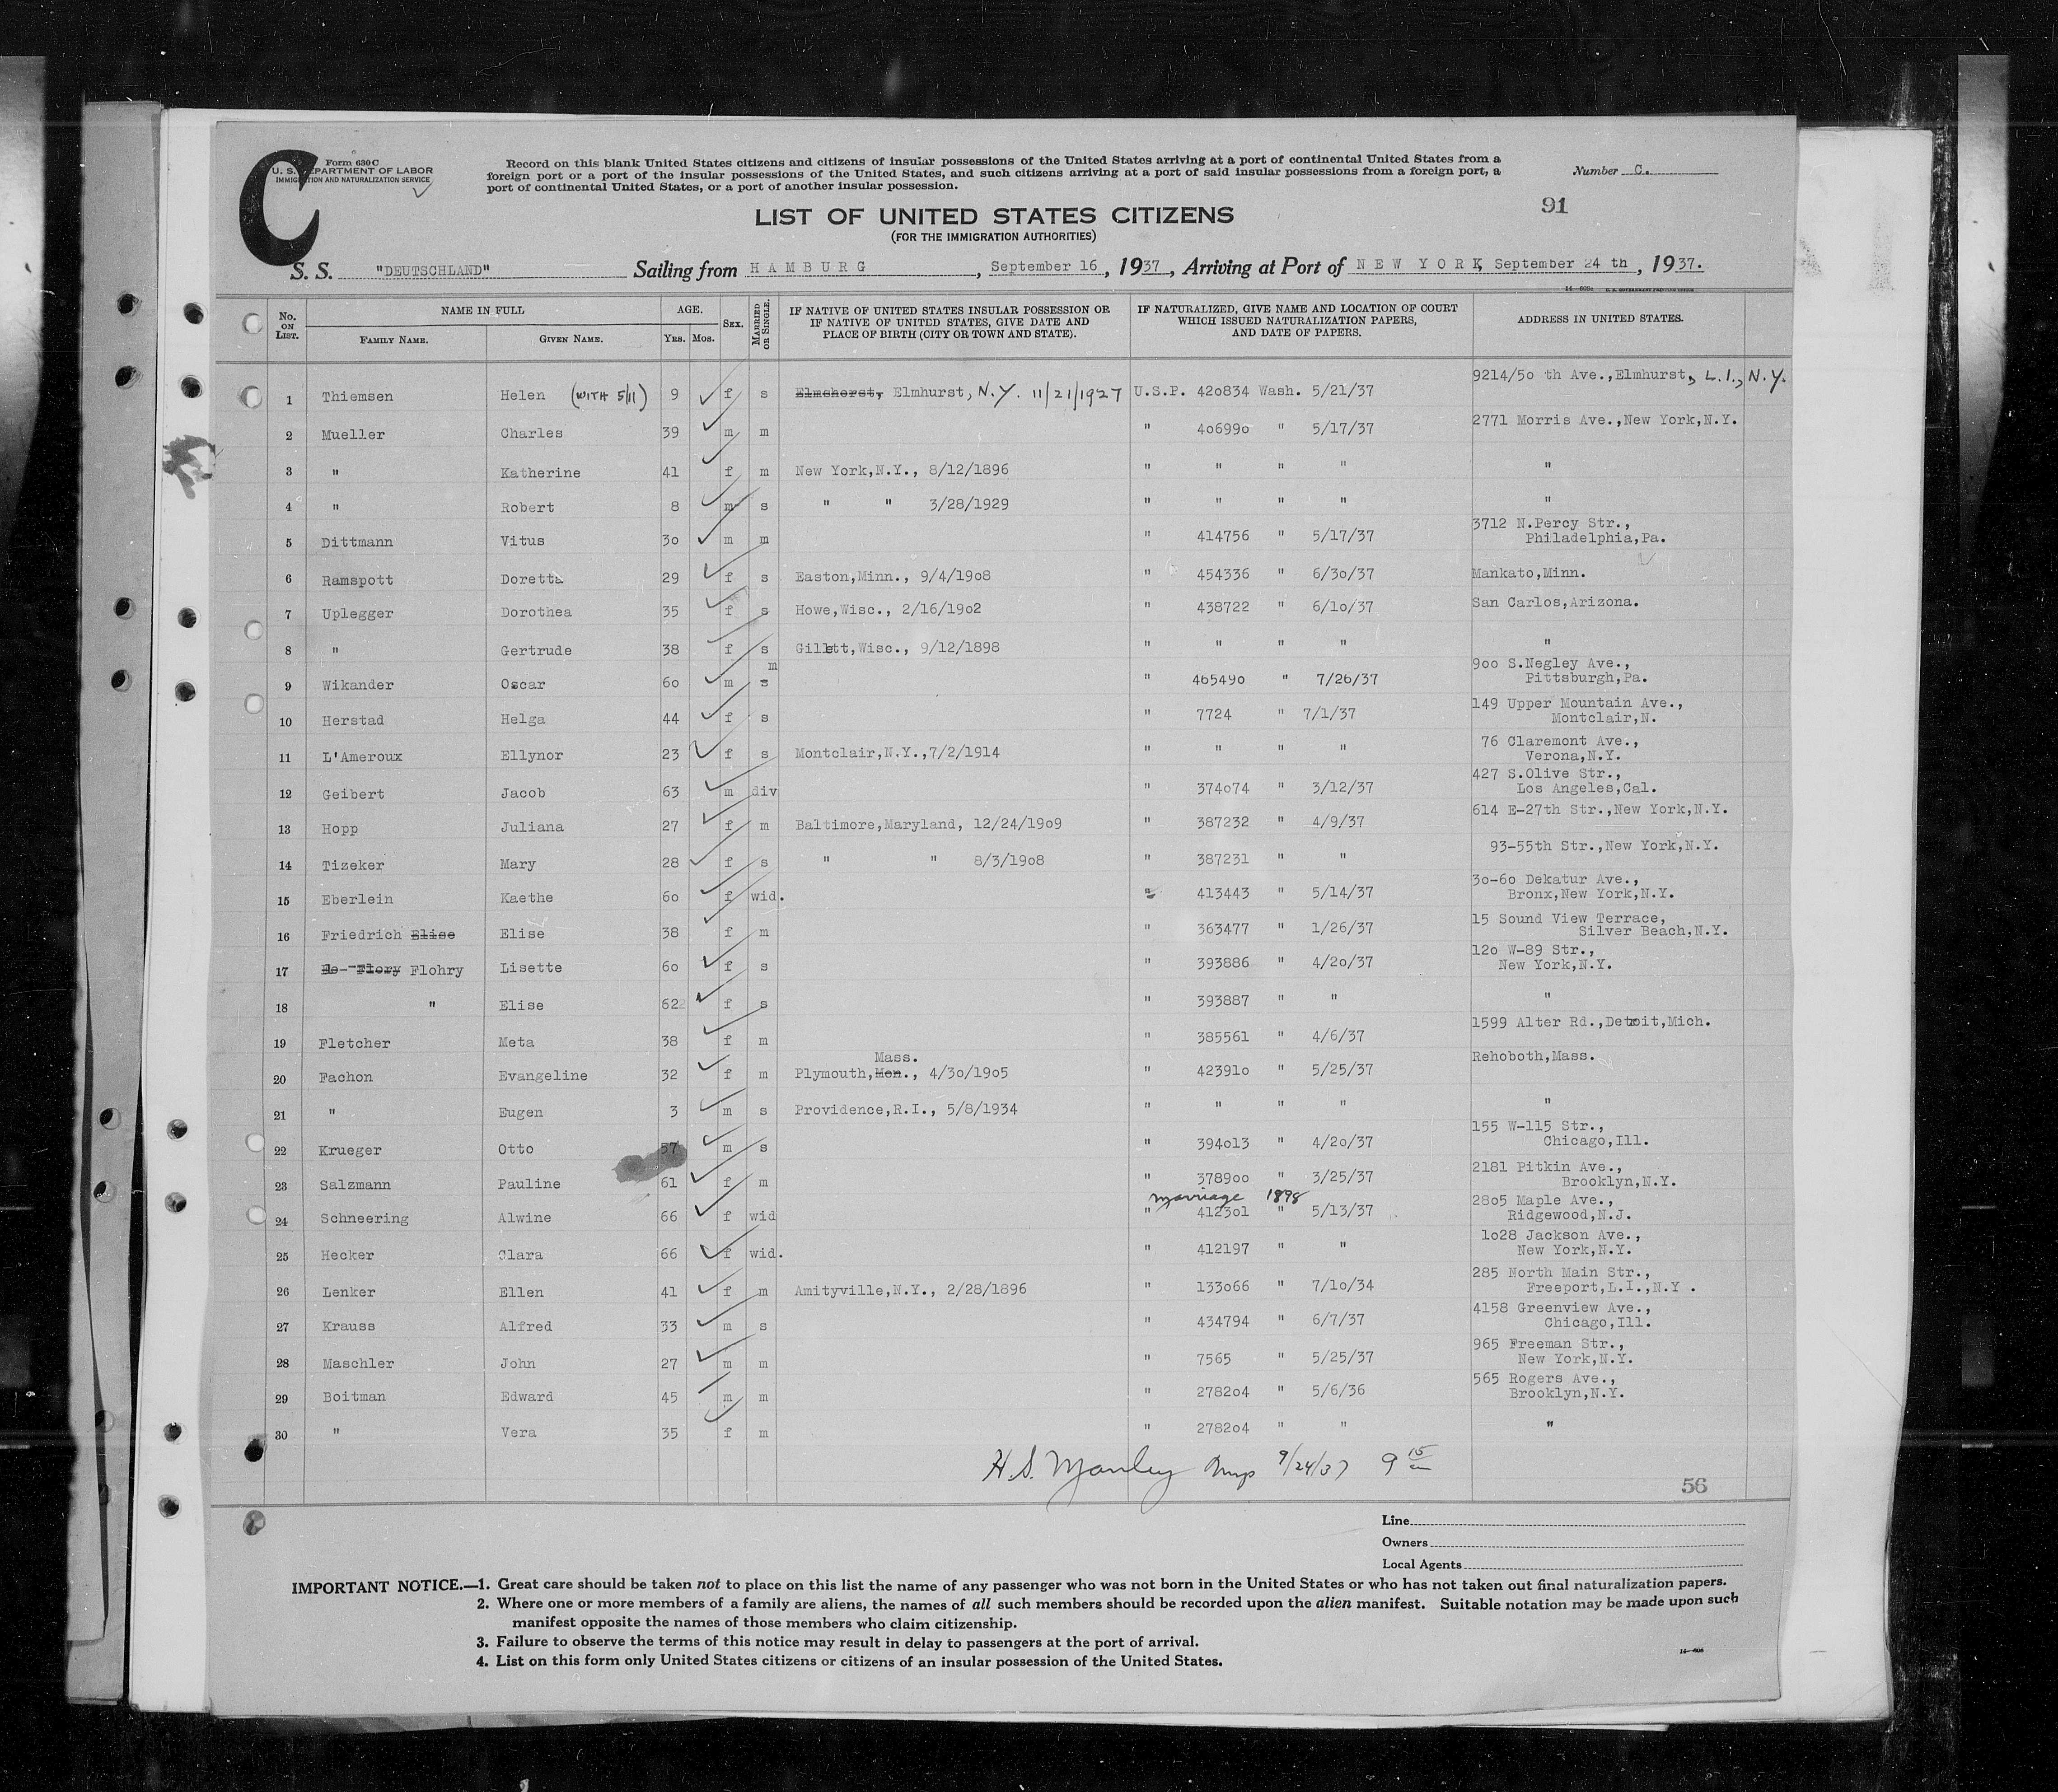 C
Form 630 C
U. S. DEPARTMENT OF LABOR
IMMIGRATION AND NATURALIZATION SERVICE
Record on this blank United States citizens and citizens of insular possessions of the United States arriving at a port of continental United States from a
foreign port or a port of the insular possessions of the United States, and such citizens arriving at a port of said insular possessions from a foreign port, a
port of continental United States, or a port of another insular possession.
Number C.
91
LIST OF UNITED STATES CITIZENS
(FOR THE IMMIGRATION AUTHORITIES)
S. S. "DEUTSCHLAND" Sailing from HAMBURG, September 16, 1937, Arriving at Port of NEW YORK, September 24 th, 1937.
No. ON LIST. NAME IN FULL FAMILY NAME. GIVEN NAME. AGE. YRS. MOS. SEX. MARRIED OR SINGLE. IF NATIVE OF UNITED STATES INSULAR POSSESSION OR IF NATIVE OF UNITED STATES, GIVE DATE AND PLACE OF BIRTH (CITY OR TOWN AND STATE). IF NATURALIZED, GIVE NAME AND LOCATION OF COURT WHICH ISSUED NATURALIZATION PAPERS, AND DATE OF PAPERS. ADDRESS IN UNITED STATES.
1 Thiemsen Helen (WITH 5/11) 9 f s Elmshorst, Elmhurst, N.Y. 11/21/1927 U.S.P. 420834 Wash. 5/21/37 9214/50 th Ave.,Elmhurst, L.I., N.Y.
2 Mueller Charles 39 m m " 406990 " 5/17/37 2771 Morris Ave.,New York,N.Y.
3 " Katherine 41 f m New York,N.Y., 8/12/1896 " " " " "
4 " Robert 8 m s " " 3/28/1929 " " " " "
5 Dittmann Vitus 30 m m " 414756 " 5/17/37 3712 N.Percy Str., Philadelphia,Pa.
6 Ramspott Doretta 29 f s Easton,Minn., 9/4/1908 " 454336 " 6/30/37 Mankato,Minn.
7 Uplegger Dorothea 35 f s Howe,Wisc., 2/16/1902 " 438722 " 6/10/37 San Carlos,Arizona.
8 " Gertrude 38 f s Gillett,Wisc., 9/12/1898 " " " " "
9 Wikander Oscar 60 m s m " 465490 " 7/26/37 900 S.Negley Ave., Pittsburgh,Pa.
10 Herstad Helga 44 f s " 7724 " 7/1/37 149 Upper Mountain Ave., Montclair,N.
11 L'Ameroux Ellynor 23 f s Montclair,N.Y.,7/2/1914 " " " " 76 Claremont Ave., Verona,N.Y.
12 Geibert Jacob 63 m div " 374074 " 3/12/37 427 S.Olive Str., Los Angeles,Cal.
13 Hopp Juliana 27 f m Baltimore,Maryland, 12/24/1909 " 387232 " 4/9/37 614 E-27th Str.,New York,N.Y.
14 Tizeker Mary 28 f s " " 8/3/1908 " 387231 " " 93-55th Str.,New York,N.Y.
15 Eberlein Kaethe 60 f wid. " 413443 " 5/14/37 30-60 Dekatur Ave., Bronx,New York,N.Y.
16 Friedrich Elise Elise 38 f m " 363477 " 1/26/37 15 Sound View Terrace, Silver Beach,N.Y.
17 Flory Flohry Lisette 60 f s " 393886 " 4/20/37 120 W-89 Str., New York,N.Y.
18 " Elise 62 f s " 393887 " " "
19 Fletcher Meta 38 f m " 385561 " 4/6/37 1599 Alter Rd.,Detroit,Mich.
20 Fachon Evangeline 32 f m Plymouth,Men. Mass., 4/30/1905 " 423910 " 5/25/37 Rehoboth,Mass.
21 " Eugen 3 m s Providence,R.I., 5/8/1934 " " " " "
22 Krueger Otto 57 m s " 394013 " 4/20/37 155 W-115 Str., Chicago,Ill.
23 Salzmann Pauline 61 f m " 378900 " 3/25/37 2181 Pitkin Ave., Brooklyn,N.Y.
marriage 1898
24 Schneering Alwine 66 f wid " 412301 " 5/13/37 2805 Maple Ave., Ridgewood,N.J.
25 Hecker Clara 66 f wid. " 412197 " " 1028 Jackson Ave., New York,N.Y.
26 Lenker Ellen 41 f m Amityville,N.Y., 2/28/1896 " 133066 " 7/10/34 285 North Main Str., Freeport,L.I.,N.Y .
27 Krauss Alfred 33 m s " 434794 " 6/7/37 4158 Greenview Ave., Chicago,Ill.
28 Maschler John 27 m m " 7565 " 5/25/37 965 Freeman Str., New York,N.Y.
29 Boitman Edward 45 m m " 278204 " 5/6/36 565 Rogers Ave., Brooklyn,N.Y.
30 " Vera 35 f m " 278204 " " "
H.S. Manley 9/24/37 9 15
56
Line
Owners
Local Agents
IMPORTANT NOTICE.—1. Great care should be taken not to place on this list the name of any passenger who was not born in the United States or who has not taken out final naturalization papers.
2. Where one or more members of a family are aliens, the names of all such members should be recorded upon the alien manifest. Suitable notation may be made upon such
manifest opposite the names of those members who claim citizenship.
3. Failure to observe the terms of this notice may result in delay to passengers at the port of arrival.
4. List on this form only United States citizens or citizens of an insular possession of the United States.